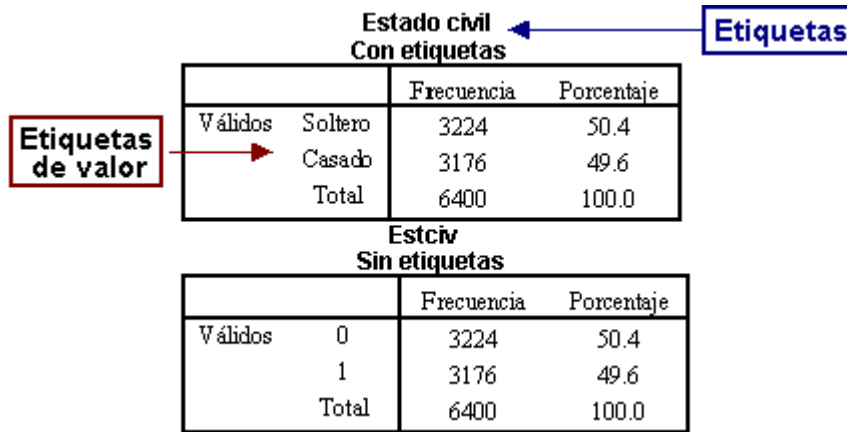 Estado civil
Etiquetas
Con etiquetas
Frecuencia Porcentaje
Válidos Soltero 3224 50.4
Etiquetas
de valor
Casado 3176 49.6
Total 6400 100.0
Estciv
Sin etiquetas
Frecuencia Porcentaje
Válidos 0 3224 50.4
1 3176 49.6
Total 6400 100.0